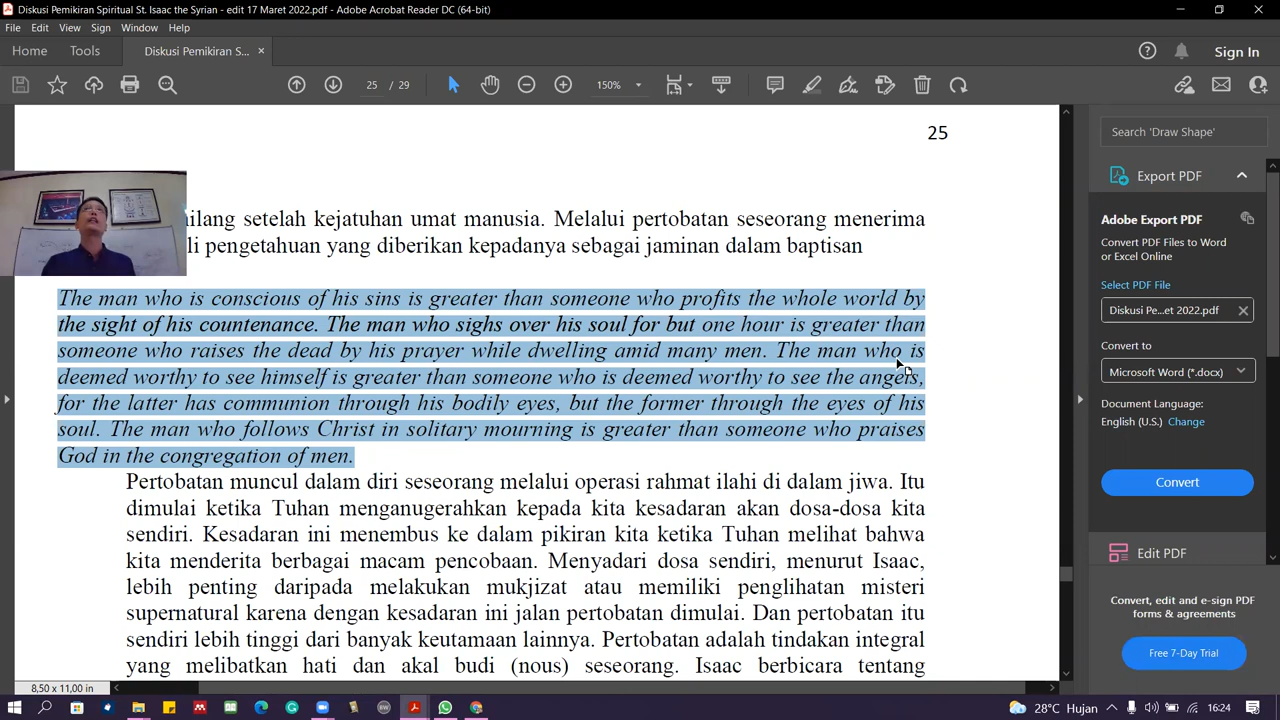 Diskusi Pemikiran Spiritual St. Isaac the Syrian - edit 17 Maret 2022.pdf - Adobe Acrobat Reader DC (64-bit)
File Edit View Sign Window Help
Home Tools Diskusi Pemikiran S... ×
Sign In
25 / 29
150%
25
ilang setelah kejatuhan umat manusia. Melalui pertobatan seseorang menerima
li pengetahuan yang diberikan kepadanya sebagai jaminan dalam baptisan
The man who is conscious of his sins is greater than someone who profits the whole world by
the sight of his countenance. The man who sighs over his soul for but one hour is greater than
someone who raises the dead by his prayer while dwelling amid many men. The man who is
deemed worthy to see himself is greater than someone who is deemed worthy to see the angels,
for the latter has communion through his bodily eyes, but the former through the eyes of his
soul. The man who follows Christ in solitary mourning is greater than someone who praises
God in the congregation of men.
Pertobatan muncul dalam diri seseorang melalui operasi rahmat ilahi di dalam jiwa. Itu
dimulai ketika Tuhan menganugerahkan kepada kita kesadaran akan dosa-dosa kita
sendiri. Kesadaran ini menembus ke dalam pikiran kita ketika Tuhan melihat bahwa
kita menderita berbagai macam pencobaan. Menyadari dosa sendiri, menurut Isaac,
lebih penting daripada melakukan mukjizat atau memiliki penglihatan misteri
supernatural karena dengan kesadaran ini jalan pertobatan dimulai. Dan pertobatan itu
sendiri lebih tinggi dari banyak keutamaan lainnya. Pertobatan adalah tindakan integral
yang melibatkan hati dan akal budi (nous) seseorang. Isaac berbicara tentang
8,50 x 11,00 in
Search 'Draw Shape'
Export PDF
Adobe Export PDF
Convert PDF Files to Word
or Excel Online
Select PDF File
Diskusi Pe...et 2022.pdf
Convert to
Microsoft Word (*.docx)
Document Language:
English (U.S.) Change
Convert
Edit PDF
Convert, edit and e-sign PDF
forms & agreements
Free 7-Day Trial
28°C Hujan
16:24